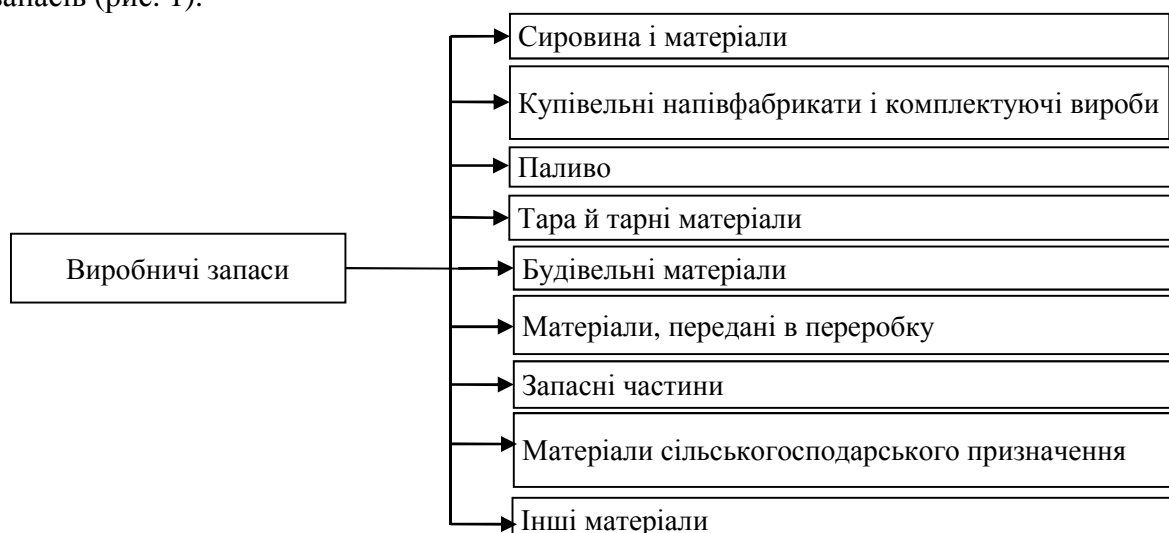 запасів (рис. 1).
Сировина і матеріали
Купівельні напівфабрикати і комплектуючі вироби
Паливо
Тара й тарні матеріали
Виробничі запаси
Будівельні матеріали
Матеріали, передані в переробку
Запасні частини
Матеріали сільськогосподарського призначення
Інші матеріали